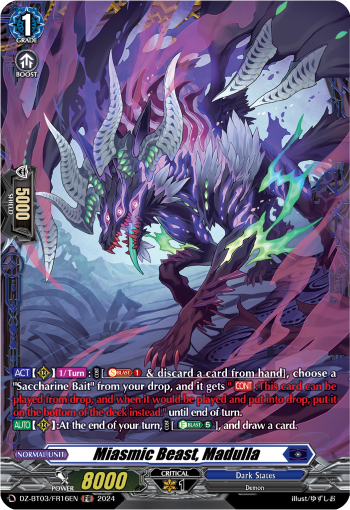 1
GRADE
BOOST
5000
SHIELD
ACT 1/Turn : COST [ S BLAST 1 & discard a card from hand], choose a
"Saccharine Bait" from your drop, and it gets " CONT :This card can be
played from drop, and when it would be played and put into drop, put it
on the bottom of the deck instead." until end of turn.
AUTO :At the end of your turn, COST [ E BLAST 5 ], and draw a card.
NORMAL UNIT Miasmic Beast, Madulla
POWER 8000 CRITICAL 1 Dark States
Demon
DZ-BT03/FR16EN FR 2024 illust/ゆずしお